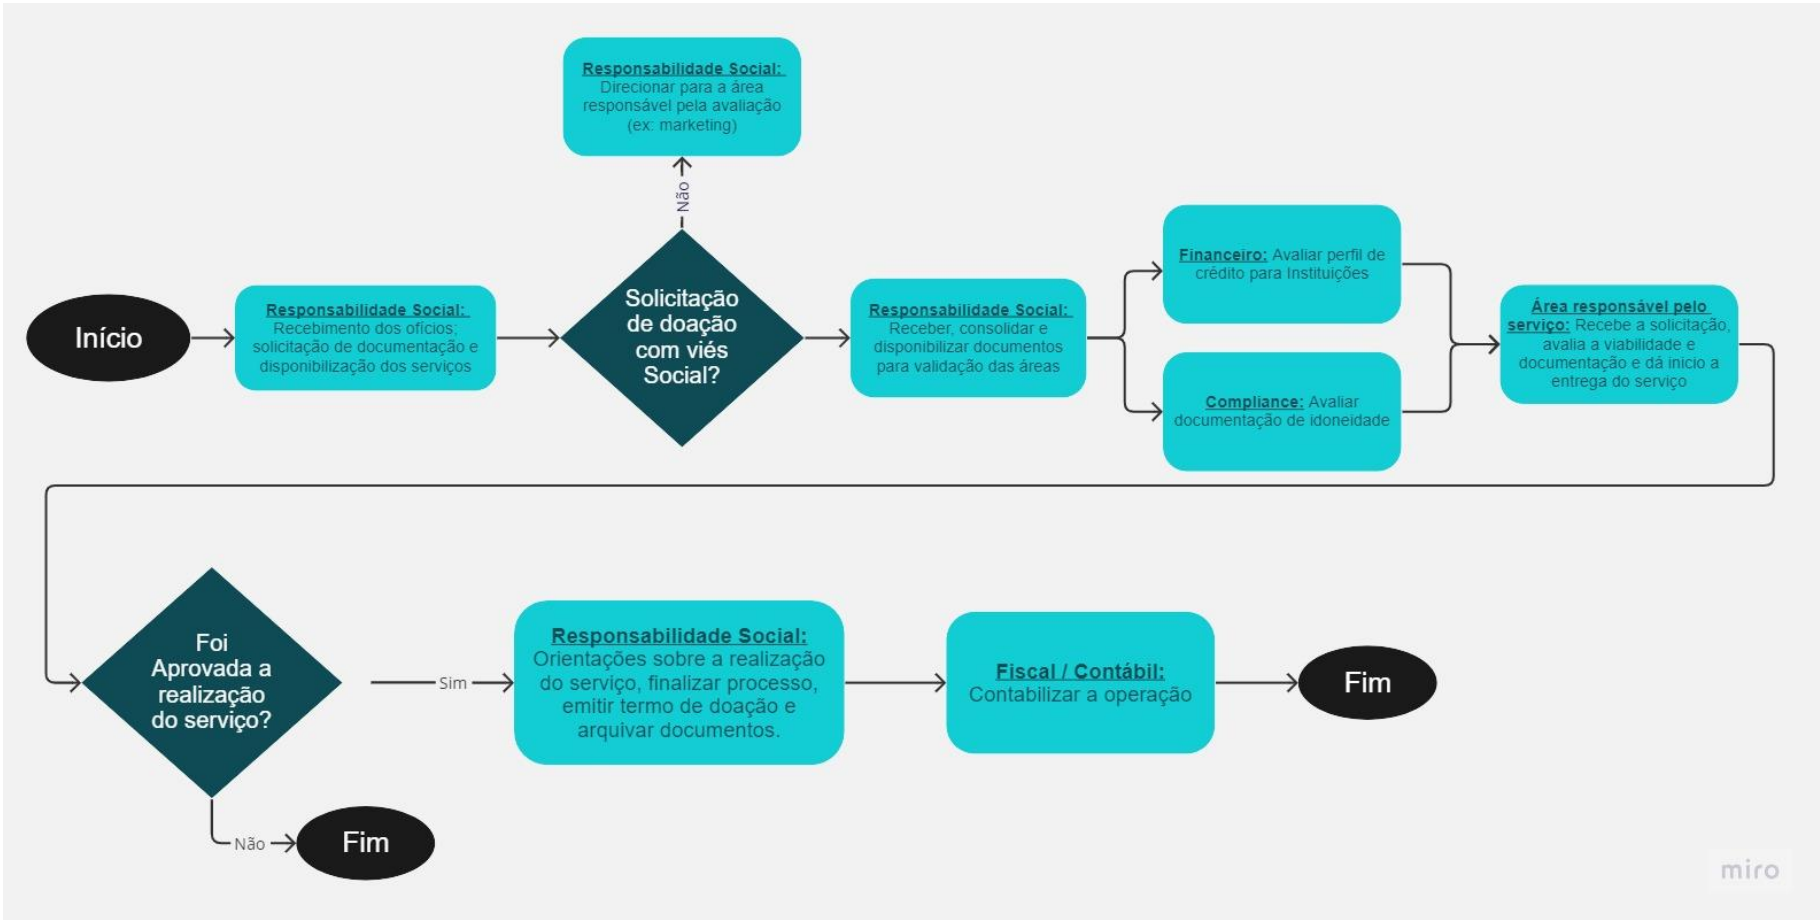 Responsabilidade Social:
Direcionar para a área
responsável pela avaliação
(ex: marketing)
Não
Início
Responsabilidade Social:
Recebimento dos ofícios;
solicitação de documentação e
disponibilização dos serviços
Solicitação
de doação
com viés
Social?
Responsabilidade Social:
Receber, consolidar e
disponibilizar documentos
para validação das áreas
Financeiro: Avaliar perfil de
crédito para Instituições
Compliance: Avaliar
documentação de idoneidade
Área responsável pelo
serviço: Recebe a solicitação,
avalia a viabilidade e
documentação e dá inicio a
entrega do serviço
Foi
Aprovada a
realização
do serviço?
Sim
Responsabilidade Social:
Orientações sobre a realização
do serviço, finalizar processo,
emitir termo de doação e
arquivar documentos.
Fiscal / Contábil:
Contabilizar a operação
Fim
Não
Fim
miro